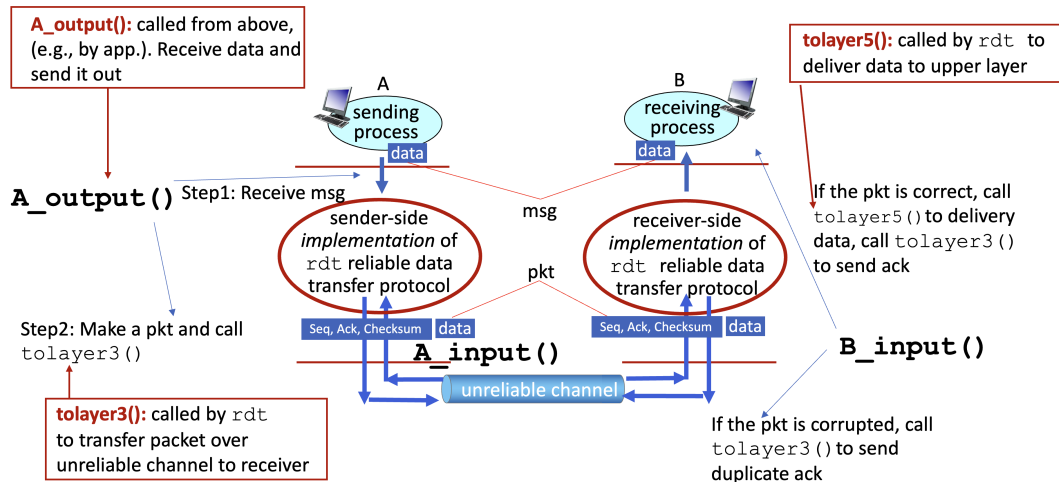 A_output(): called from above,
(e.g., by app.). Receive data and
send it out
tolayer5(): called by rdt to
deliver data to upper layer
A
sending
process
data
B
receiving
process
data
A_output()
Step1: Receive msg
msg
If the pkt is correct, call
tolayer5() to delivery
data, call tolayer3()
to send ack
sender-side
implementation of
rdt reliable data
transfer protocol
receiver-side
implementation of
rdt reliable data
transfer protocol
pkt
Step2: Make a pkt and call
tolayer3()
Seq, Ack, Checksum
data
Seq, Ack, Checksum
data
A_input()
B_input()
unreliable channel
tolayer3(): called by rdt
to transfer packet over
unreliable channel to receiver
If the pkt is corrupted, call
tolayer3() to send
duplicate ack